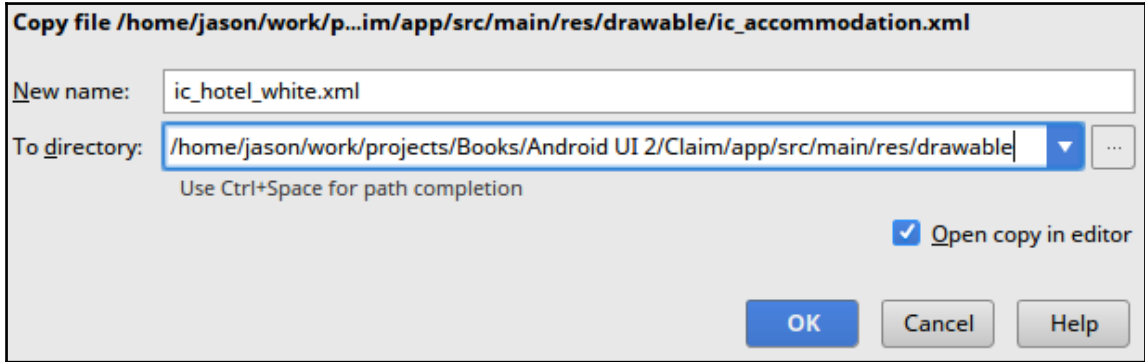 Copy file /home/jason/work/p...im/app/src/main/res/drawable/ic_accommodation.xml
New name: ic_hotel_white.xml
To directory: /home/jason/work/projects/Books/Android UI 2/Claim/app/src/main/res/drawable ...
Use Ctrl+Space for path completion
Open copy in editor
OK Cancel Help